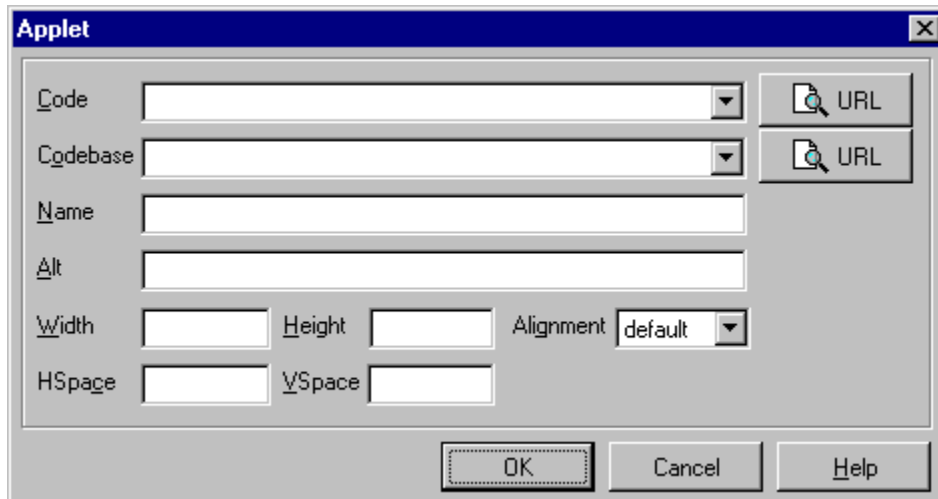 Applet
Code URL
Codebase URL
Name
Alt
Width Height Alignment default
HSpace VSpace
OK Cancel Help